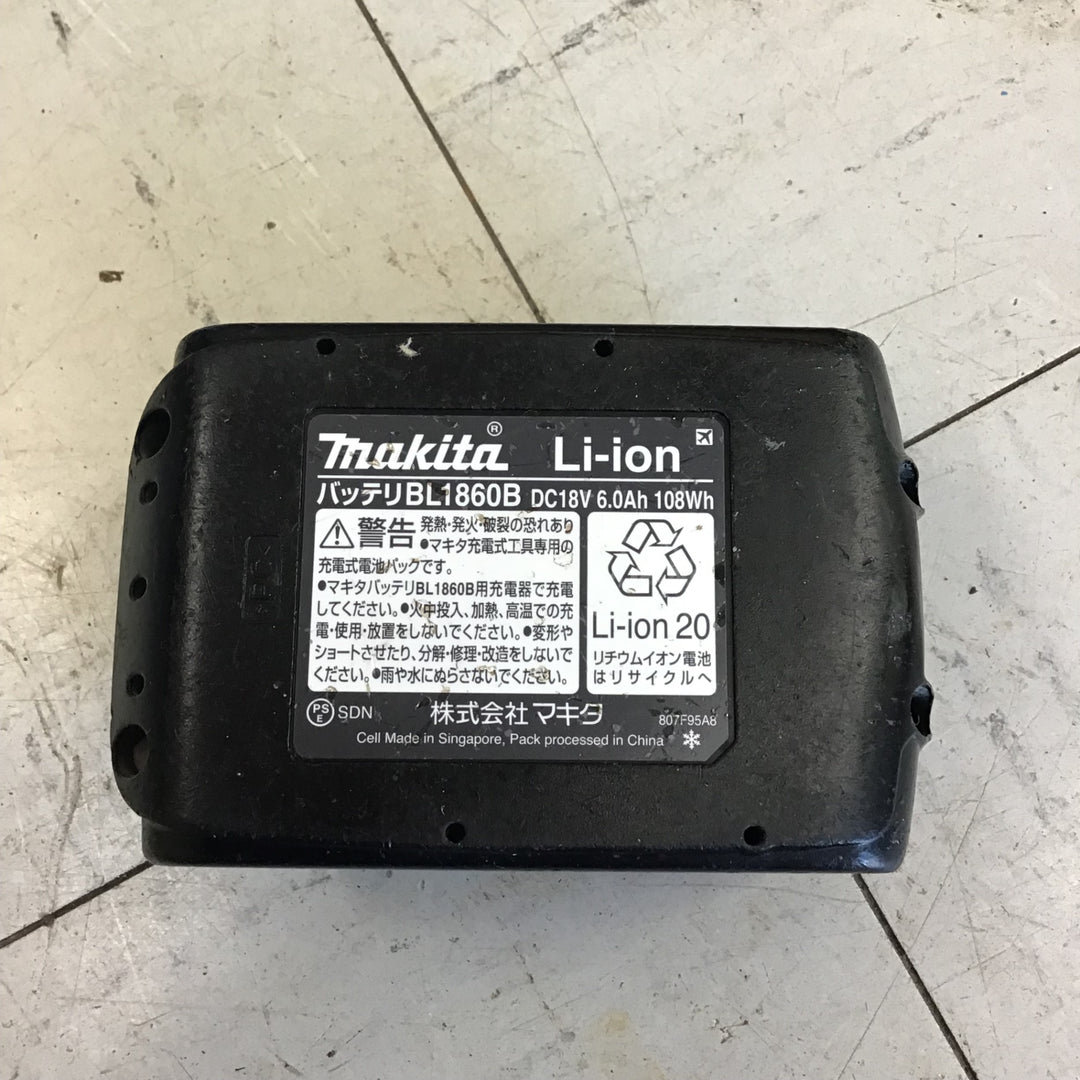 makita® Li-ion
バッテリBL1860B DC18V 6.0Ah 108Wh
警告 発熱・発火・破裂の恐れあり
●マキタ充電式工具専用の
充電式電池パックです。
●マキタバッテリBL1860B用充電器で充電
してください。●火中投入、加熱、高温での充
電・使用・放置をしないでください。●変形や
ショートさせたり、分解・修理・改造をしないで
ください。●雨や水にぬらさないでください。
Li-ion 20
リチウムイオン電池
はリサイクルへ
PSE SDN 株式会社マキタ 807F95A8
Cell Made in Singapore, Pack processed in China